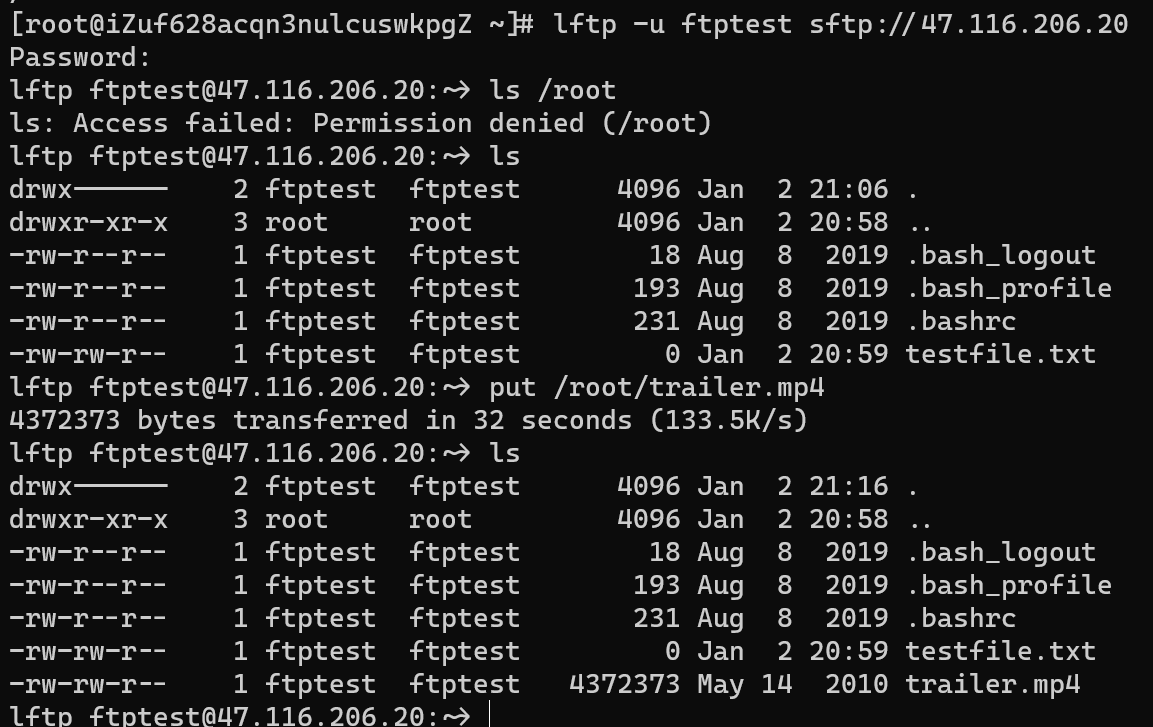 [root@iZuf628acqn3nulcuswkpgZ ~]# lftp -u ftptest sftp://47.116.206.20
Password:
lftp ftptest@47.116.206.20:~> ls /root
ls: Access failed: Permission denied (/root)
lftp ftptest@47.116.206.20:~> ls
drwx------    2 ftptest  ftptest      4096 Jan  2 21:06 .
drwxr-xr-x    3 root     root         4096 Jan  2 20:58 ..
-rw-r--r--    1 ftptest  ftptest        18 Aug  8  2019 .bash_logout
-rw-r--r--    1 ftptest  ftptest       193 Aug  8  2019 .bash_profile
-rw-r--r--    1 ftptest  ftptest       231 Aug  8  2019 .bashrc
-rw-rw-r--    1 ftptest  ftptest         0 Jan  2 20:59 testfile.txt
lftp ftptest@47.116.206.20:~> put /root/trailer.mp4
4372373 bytes transferred in 32 seconds (133.5K/s)
lftp ftptest@47.116.206.20:~> ls
drwx------    2 ftptest  ftptest      4096 Jan  2 21:16 .
drwxr-xr-x    3 root     root         4096 Jan  2 20:58 ..
-rw-r--r--    1 ftptest  ftptest        18 Aug  8  2019 .bash_logout
-rw-r--r--    1 ftptest  ftptest       193 Aug  8  2019 .bash_profile
-rw-r--r--    1 ftptest  ftptest       231 Aug  8  2019 .bashrc
-rw-rw-r--    1 ftptest  ftptest         0 Jan  2 20:59 testfile.txt
-rw-rw-r--    1 ftptest  ftptest   4372373 May 14  2010 trailer.mp4
lftp ftptest@47.116.206.20:~>